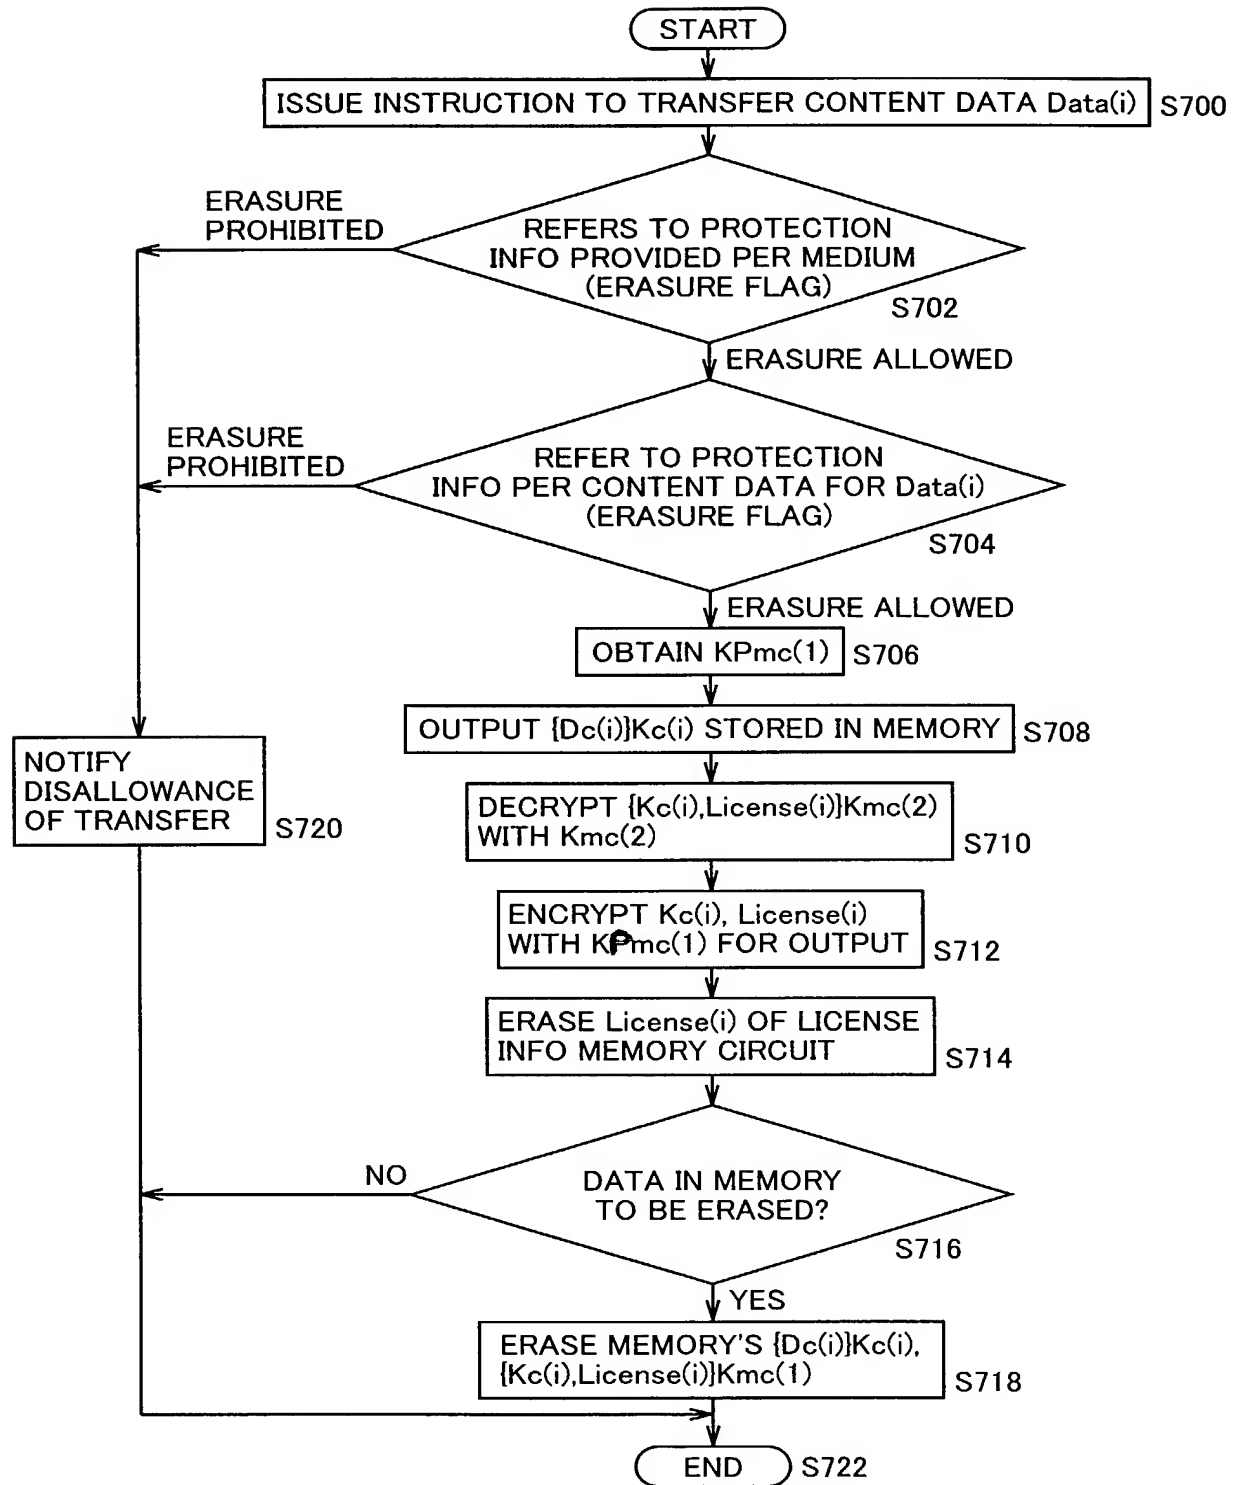 START
ISSUE INSTRUCTION TO TRANSFER CONTENT DATA Data(i)
S700
ERASURE
PROHIBITED
REFERS TO PROTECTION
INFO PROVIDED PER MEDIUM
(ERASURE FLAG)
S702
ERASURE ALLOWED
ERASURE
PROHIBITED
REFER TO PROTECTION
INFO PER CONTENT DATA FOR Data(i)
(ERASURE FLAG)
S704
ERASURE ALLOWED
OBTAIN KPmc(1)
S706
OUTPUT {Dc(i)}Kc(i) STORED IN MEMORY
S708
NOTIFY
DISALLOWANCE
OF TRANSFER
S720
DECRYPT {Kc(i),License(i)}Kmc(2)
WITH Kmc(2)
S710
ENCRYPT Kc(i), License(i)
WITH KPmc(1) FOR OUTPUT
S712
ERASE License(i) OF LICENSE
INFO MEMORY CIRCUIT
S714
NO
DATA IN MEMORY
TO BE ERASED?
S716
YES
ERASE MEMORY'S {Dc(i)}Kc(i),
{Kc(i),License(i)}Kmc(1)
S718
END
S722